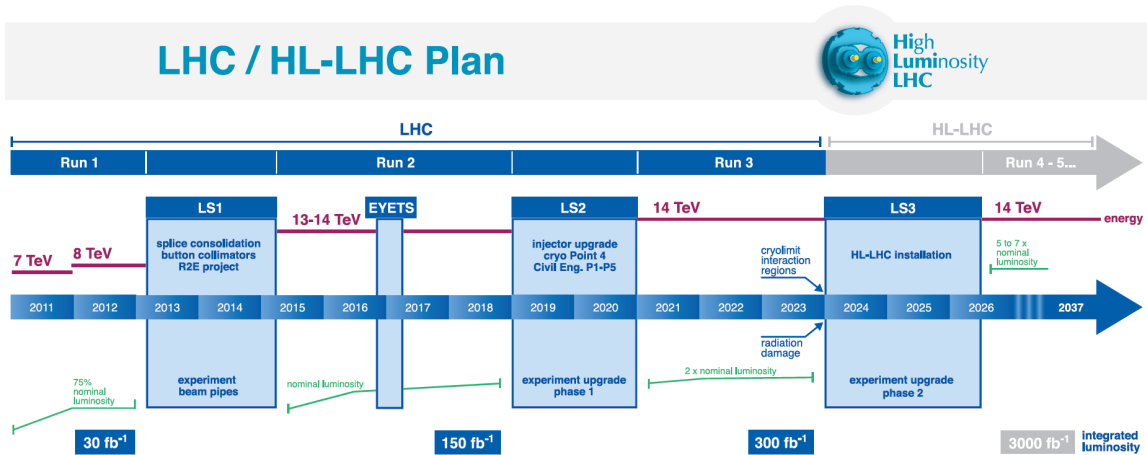 LHC / HL-LHC Plan
High
Luminosity
LHC
LHC
HL-LHC
Run 1
Run 2
Run 3
Run 4 - 5...
LS1
EYETS
LS2
LS3
13-14 TeV
14 TeV
14 TeV
energy
7 TeV
8 TeV
splice consolidation
button collimators
R2E project
injector upgrade
cryo Point 4
Civil Eng. P1-P5
cryolimit
interaction
regions
HL-LHC installation
5 to 7 x
nominal
luminosity
2011
2012
2013
2014
2015
2016
2017
2018
2019
2020
2021
2022
2023
2024
2025
2026
2037
radiation
damage
75%
nominal
luminosity
experiment
beam pipes
nominal luminosity
experiment upgrade
phase 1
2 x nominal luminosity
experiment upgrade
phase 2
30 fb⁻¹
150 fb⁻¹
300 fb⁻¹
3000 fb⁻¹
integrated
luminosity